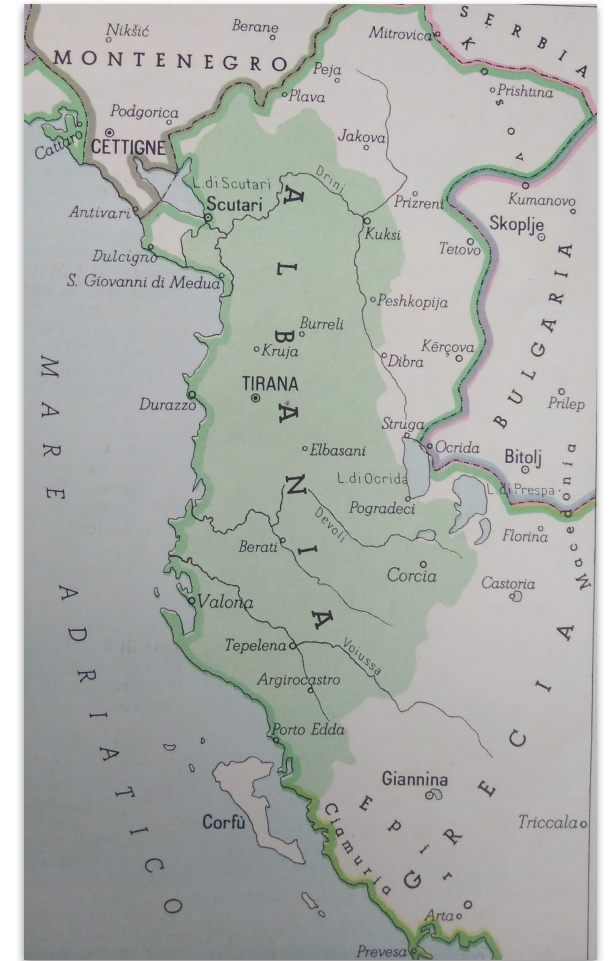 SERBIA
Nikšić
Berane
Mitrovica
MONTENEGRO
Peja
Plava
Prishtina
Podgorica
Cattaro
CETTIGNE
Jakova
KOSOVA
L. di Scutari
Drini
Scutari
Antivari
Prizrent
Kumanovo
Skoplje
Kuksi
Tetovo
Dulcigno
S. Giovanni di Medua
Peshkopija
Burreli
Kruja
Dibra
Kërçova
TIRANA
Durazzo
ALBANIA
BULGARIA
Prilep
Struga
Ocrida
Elbasani
Bitolj
L. di Ocrida
L. di Prespa
Pogradeci
Devoli
Florina
Macedonia
Berati
Corcia
Castoria
Valona
Tepelena
Voiussa
Argirocastro
Porto Edda
MARE ADRIATICO
Giannina
GRECIA
Corfù
Ciamuria
Epiro
Triccala
Arta
Prevesa